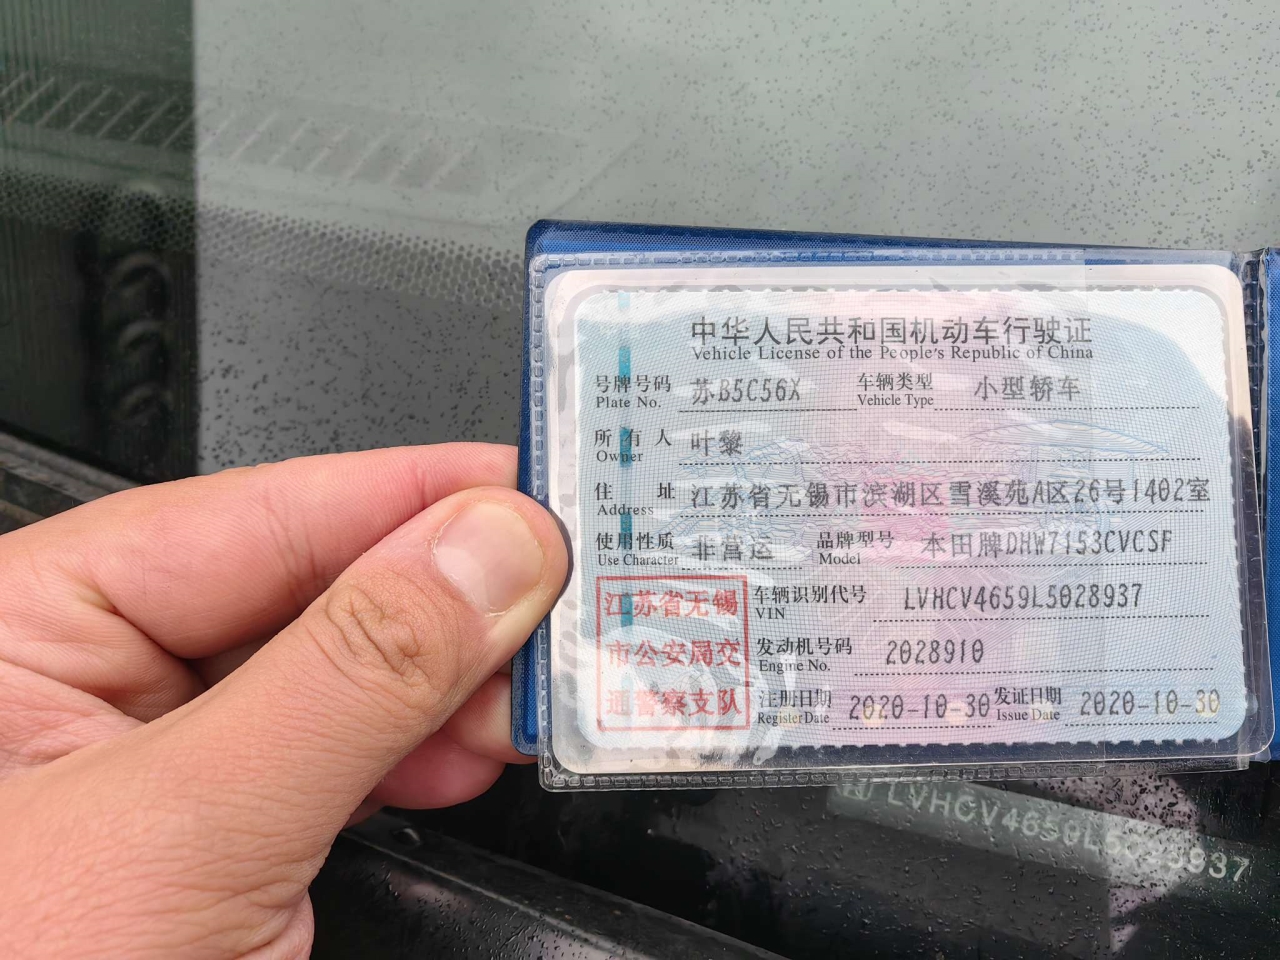 中华人民共和国机动车行驶证
Vehicle License of the People's Republic of China
号牌号码 苏B5C56X 车辆类型 小型轿车
Plate No. Vehicle Type
所有人 叶黎
Owner
住址 江苏省无锡市滨湖区雪溪苑A区26号1402室
Address
使用性质 非营运 品牌型号 本田牌DHW7153CVCSF
Use Character Model
江苏省无锡
市公安局交
通警察支队
车辆识别代号 LVHCV4659L5028937
VIN
发动机号码 2028910
Engine No.
注册日期 2020-10-30 发证日期 2020-10-30
Register Date Issue Date